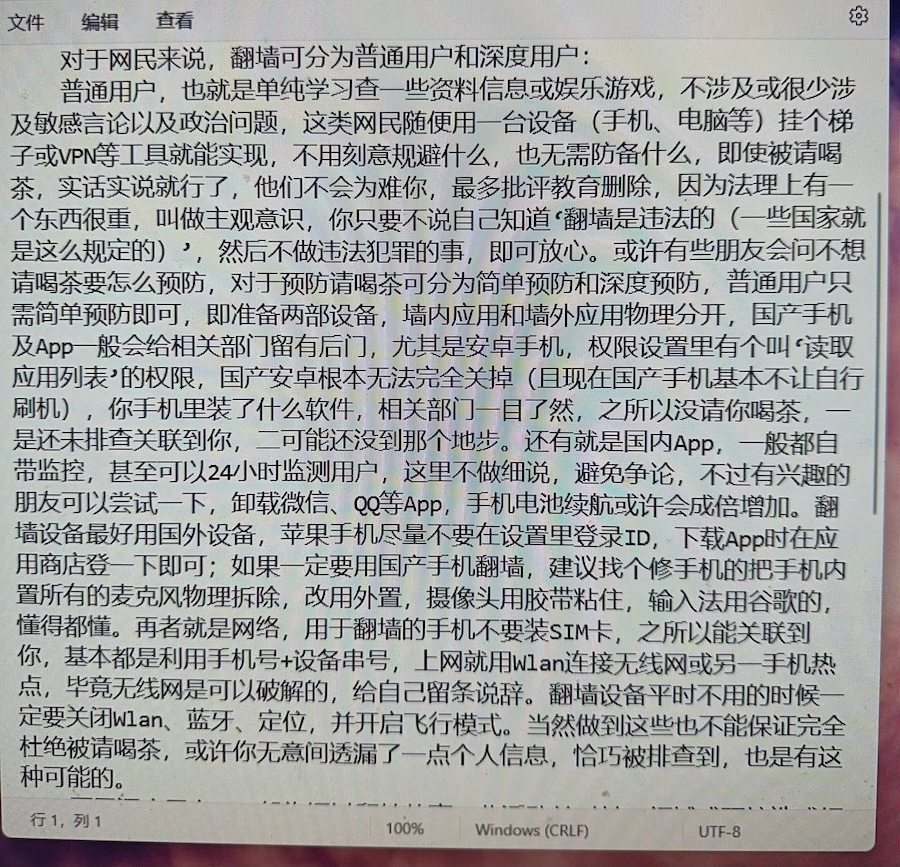 文件 编辑 查看
对于网民来说，翻墙可分为普通用户和深度用户：
普通用户，也就是单纯学习查一些资料信息或娱乐游戏，不涉及或很少涉
及敏感言论以及政治问题，这类网民随便用一台设备（手机、电脑等）挂个梯
子或VPN等工具就能实现，不用刻意规避什么，也无需防备什么，即使被请喝
茶，实话实说就行了，他们不会为难你，最多批评教育删除，因为法理上有一
个东西很重，叫做主观意识，你只要不说自己知道‘翻墙是违法的（一些国家就
是这么规定的）’，然后不做违法犯罪的事，即可放心。或许有些朋友会问不想
请喝茶要怎么预防，对于预防请喝茶可分为简单预防和深度预防，普通用户只
需简单预防即可，即准备两部设备，墙内应用和墙外应用物理分开，国产手机
及App一般会给相关部门留有后门，尤其是安卓手机，权限设置里有个叫‘读取
应用列表’的权限，国产安卓根本无法完全关掉（且现在国产手机基本不让自行
刷机），你手机里装了什么软件，相关部门一目了然，之所以没请你喝茶，一
是还未排查关联到你，二可能还没到那个地步。还有就是国内App，一般都自
带监控，甚至可以24小时监测用户，这里不做细说，避免争论，不过有兴趣的
朋友可以尝试一下，卸载微信、QQ等App，手机电池续航或许会成倍增加。翻
墙设备最好用国外设备，苹果手机尽量不要在设置里登录ID，下载App时在应
用商店登一下即可；如果一定要用国产手机翻墙，建议找个修手机的把手机内
置所有的麦克风物理拆除，改用外置，摄像头用胶带粘住，输入法用谷歌的，
懂得都懂。再者就是网络，用于翻墙的手机不要装SIM卡，之所以能关联到
你，基本都是利用手机号+设备串号，上网就用Wlan连接无线网或另一手机热
点，毕竟无线网是可以破解的，给自己留条说辞。翻墙设备平时不用的时候一
定要关闭Wlan、蓝牙、定位，并开启飞行模式。当然做到这些也不能保证完全
杜绝被请喝茶，或许你无意间透漏了一点个人信息，恰巧被排查到，也是有这
种可能的。
行 1，列 1 100% Windows (CRLF) UTF-8